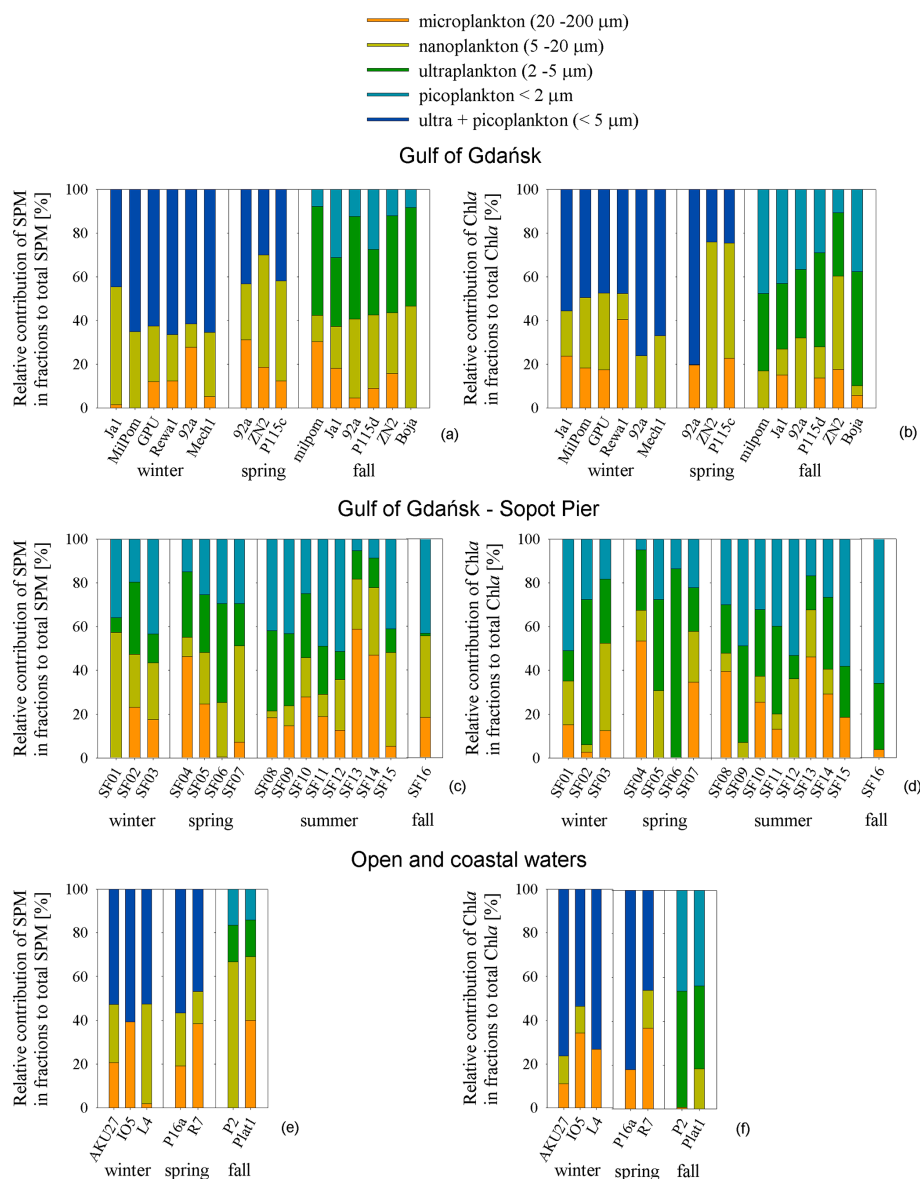 microplankton (20 -200 μm)
nanoplankton (5 -20 μm)
ultraplankton (2 -5 μm)
picoplankton < 2 μm
ultra + picoplankton (< 5 μm)
Gulf of Gdańsk
Relative contribution of SPM
in fractions to total SPM [%]
100
80
60
40
20
0
Ja1 MilPom GPU Rewa1 92a Mech1 92a ZN2 P115c milpom Ja1 92a P115d ZN2 Boja
winter spring fall
(a)
Relative contribution of Chla
in fractions to total Chla [%]
100
80
60
40
20
0
Ja1 MilPom GPU Rewa1 92a Mech1 92a ZN2 P115c milpom Ja1 92a P115d ZN2 Boja
winter spring fall
(b)
Gulf of Gdańsk - Sopot Pier
Relative contribution of SPM
in fractions to total SPM [%]
100
80
60
40
20
0
SF01 SF02 SF03 SF04 SF05 SF06 SF07 SF08 SF09 SF10 SF11 SF12 SF13 SF14 SF15 SF16
winter spring summer fall
(c)
Relative contribution of Chla
in fractions to total Chla [%]
100
80
60
40
20
0
SF01 SF02 SF03 SF04 SF05 SF06 SF07 SF08 SF09 SF10 SF11 SF12 SF13 SF14 SF15 SF16
winter spring summer fall
(d)
Open and coastal waters
Relative contribution of SPM
in fractions to total SPM [%]
100
80
60
40
20
0
AKU27 IO5 L4 P16a R7 P2 Plat1
winter spring fall
(e)
Relative contribution of Chla
in fractions to total Chla [%]
100
80
60
40
20
0
AKU27 IO5 L4 P16a R7 P2 Plat1
winter spring fall
(f)